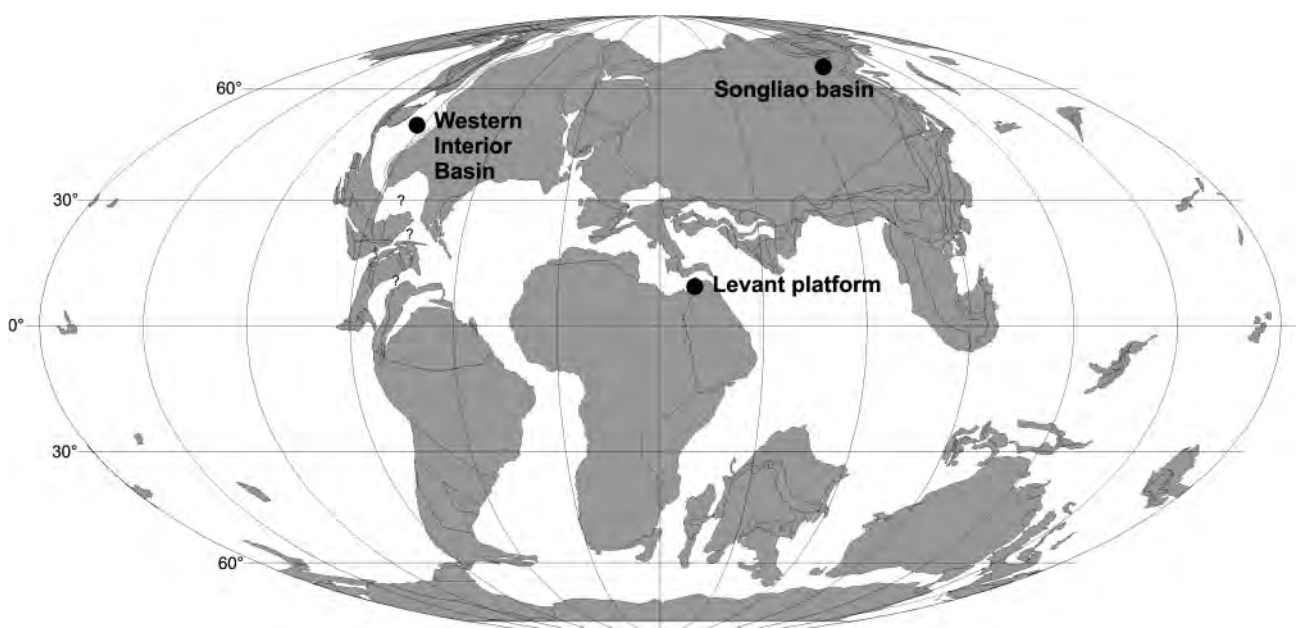 60°
Songliao basin
Western
Interior
Basin
30°
?
?
Levant platform
?
0°
30°
60°